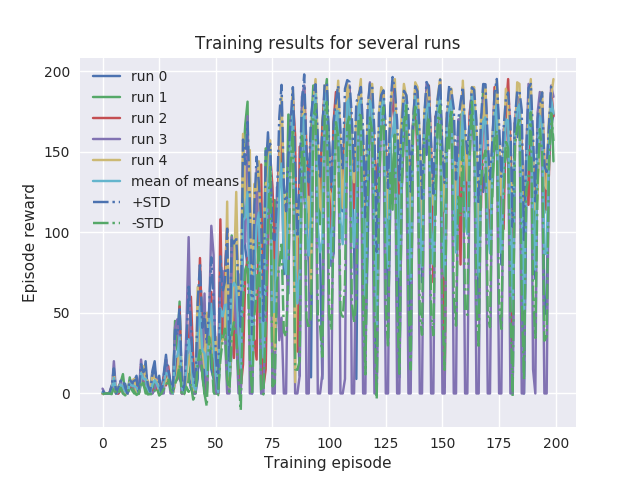 Training results for several runs
200
150
100
50
0
Episode reward
run 0
run 1
run 2
run 3
run 4
mean of means
+STD
-STD
0 25 50 75 100 125 150 175 200
Training episode